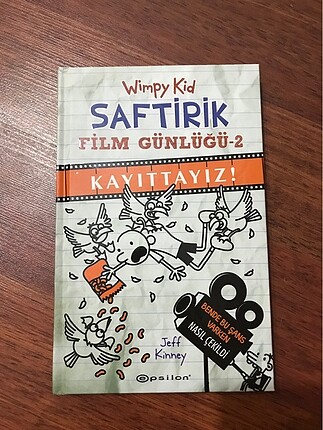 Wimpy Kid
SAFTİRİK
FİLM GÜNLÜĞÜ-2
KAYITTAYIZ!
BENDE BU ŞANS
VARKEN
NASIL ÇEKİLDİ
Jeff
Kinney
epsilon